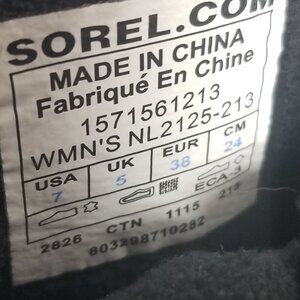 SOREL.COM
MADE IN CHINA
Fabriqué En Chine
1571561213
WMN'S NL2125-213
USA UK EUR CM
7 5 38 24
ECA 3
2826 CTN 1115 215
803298710282